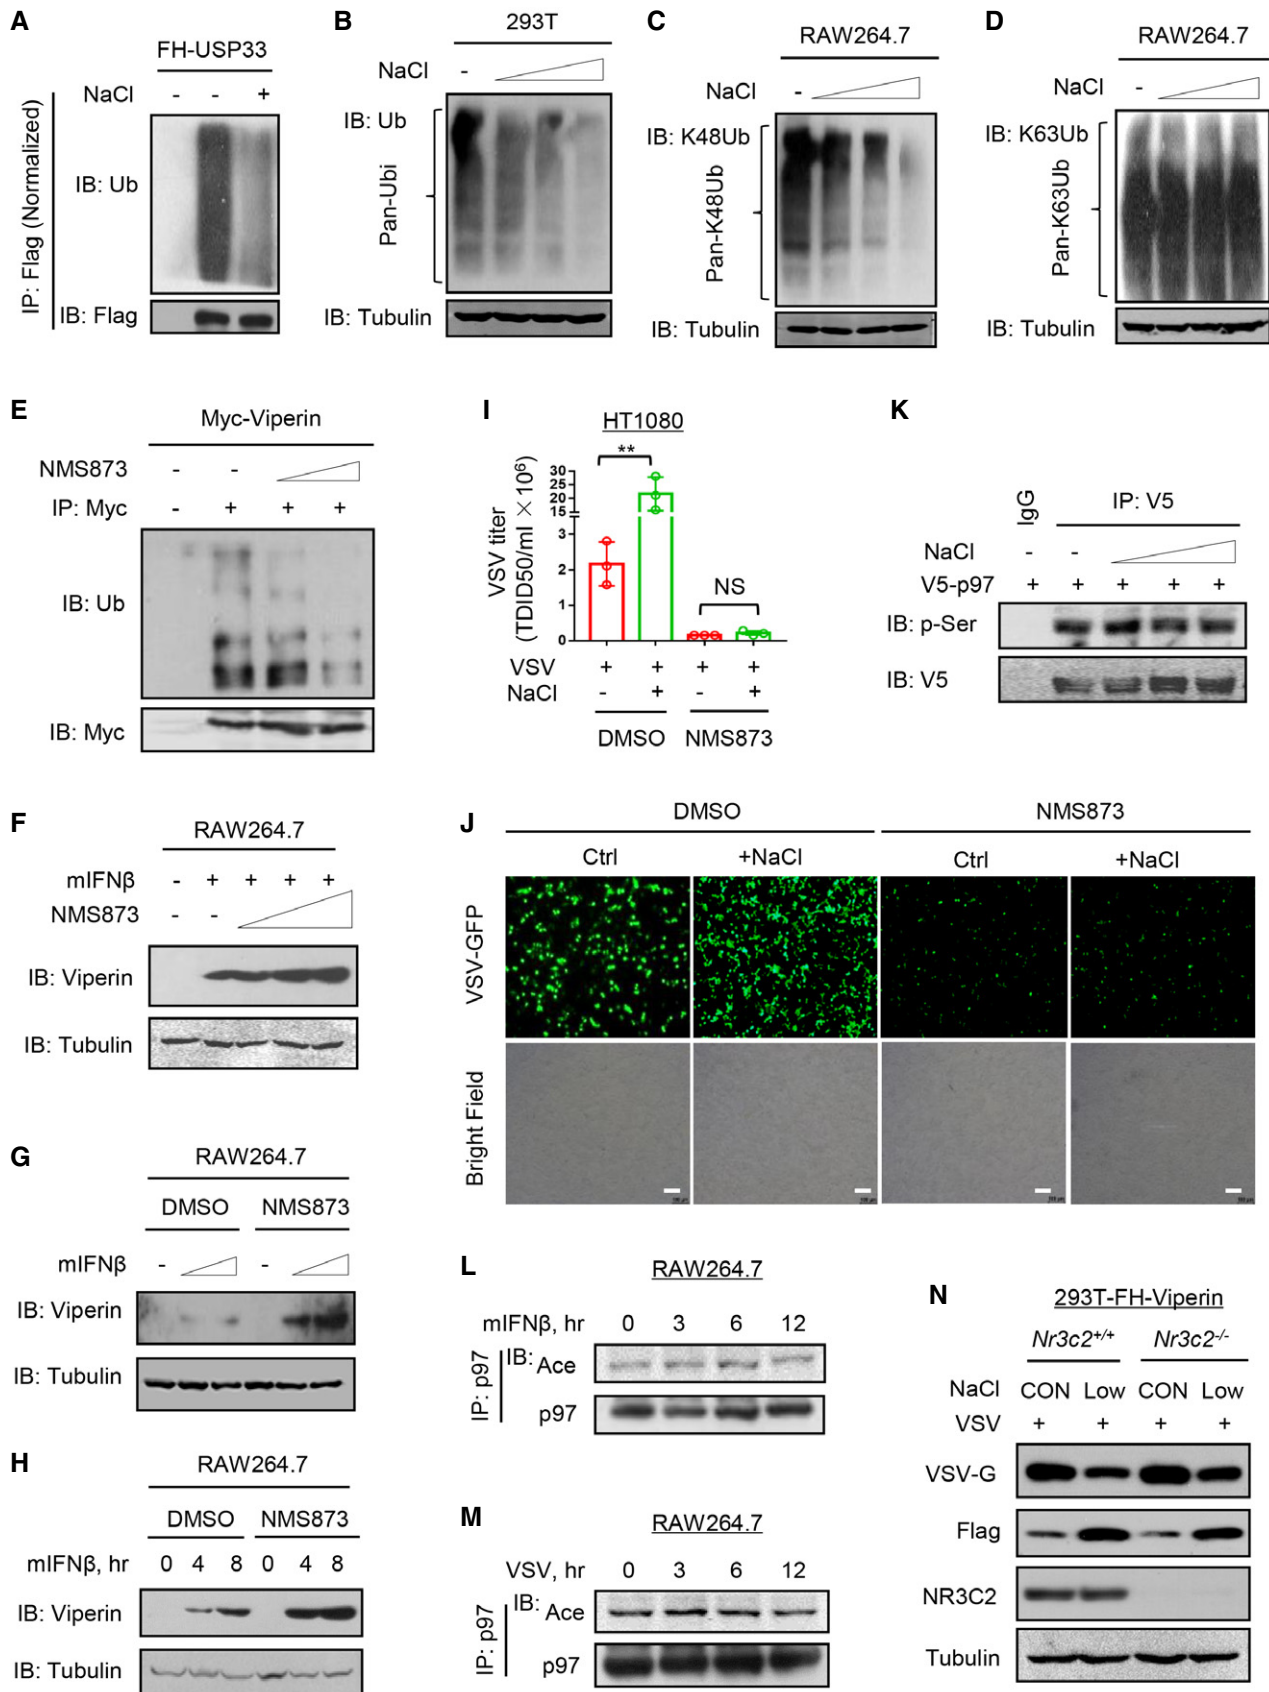 A
FH-USP33
NaCl - - +
IP: Flag (Normalized)
IB: Ub
IB: Flag
B
293T
NaCl -
IB: Ub
Pan-Ubi
IB: Tubulin
C
RAW264.7
NaCl -
IB: K48Ub
Pan-K48Ub
IB: Tubulin
D
RAW264.7
NaCl -
IB: K63Ub
Pan-K63Ub
IB: Tubulin
E
Myc-Viperin
NMS873 - -
IP: Myc - + + +
IB: Ub
IB: Myc
I
HT1080
**
NS
VSV titer
(TDID50/ml ×10⁶)
30
25
20
15
3
2
1
0
VSV + + + +
NaCl - + - +
DMSO NMS873
K
IgG
IP: V5
NaCl - -
V5-p97 + + + + +
IB: p-Ser
IB: V5
F
RAW264.7
mIFNβ - + + + +
NMS873 - -
IB: Viperin
IB: Tubulin
J
DMSO NMS873
Ctrl +NaCl Ctrl +NaCl
VSV-GFP
Bright Field
G
RAW264.7
DMSO NMS873
mIFNβ - -
IB: Viperin
IB: Tubulin
H
RAW264.7
DMSO NMS873
mIFNβ, hr 0 4 8 0 4 8
IB: Viperin
IB: Tubulin
L
RAW264.7
mIFNβ, hr 0 3 6 12
IP: p97
IB: Ace
p97
M
RAW264.7
VSV, hr 0 3 6 12
IP: p97
IB: Ace
p97
N
293T-FH-Viperin
Nr3c2+/+ Nr3c2-/-
NaCl CON Low CON Low
VSV + + + +
VSV-G
Flag
NR3C2
Tubulin